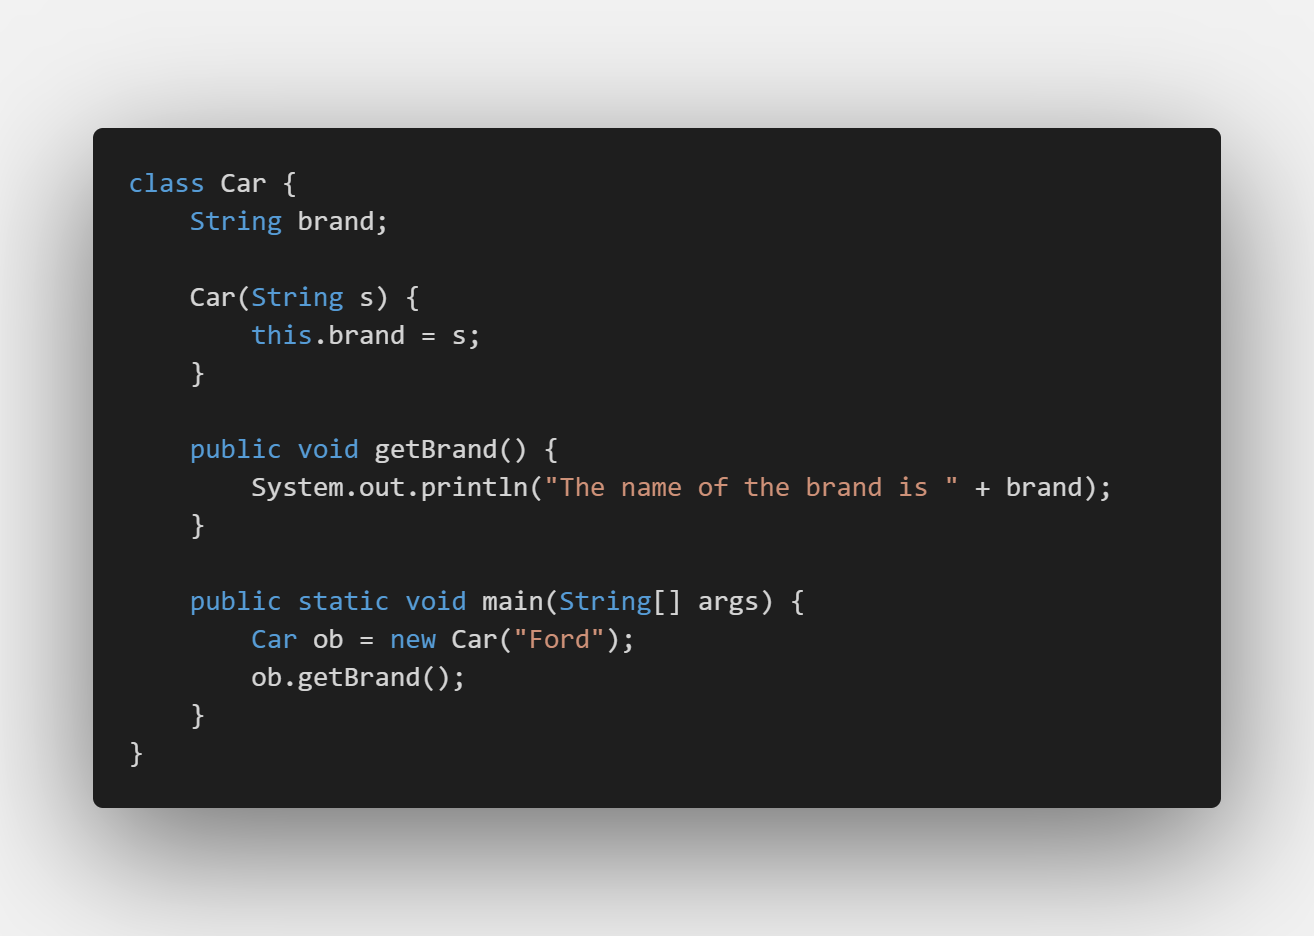 class Car {
    String brand;

    Car(String s) {
        this.brand = s;
    }

    public void getBrand() {
        System.out.println("The name of the brand is " + brand);
    }

    public static void main(String[] args) {
        Car ob = new Car("Ford");
        ob.getBrand();
    }
}